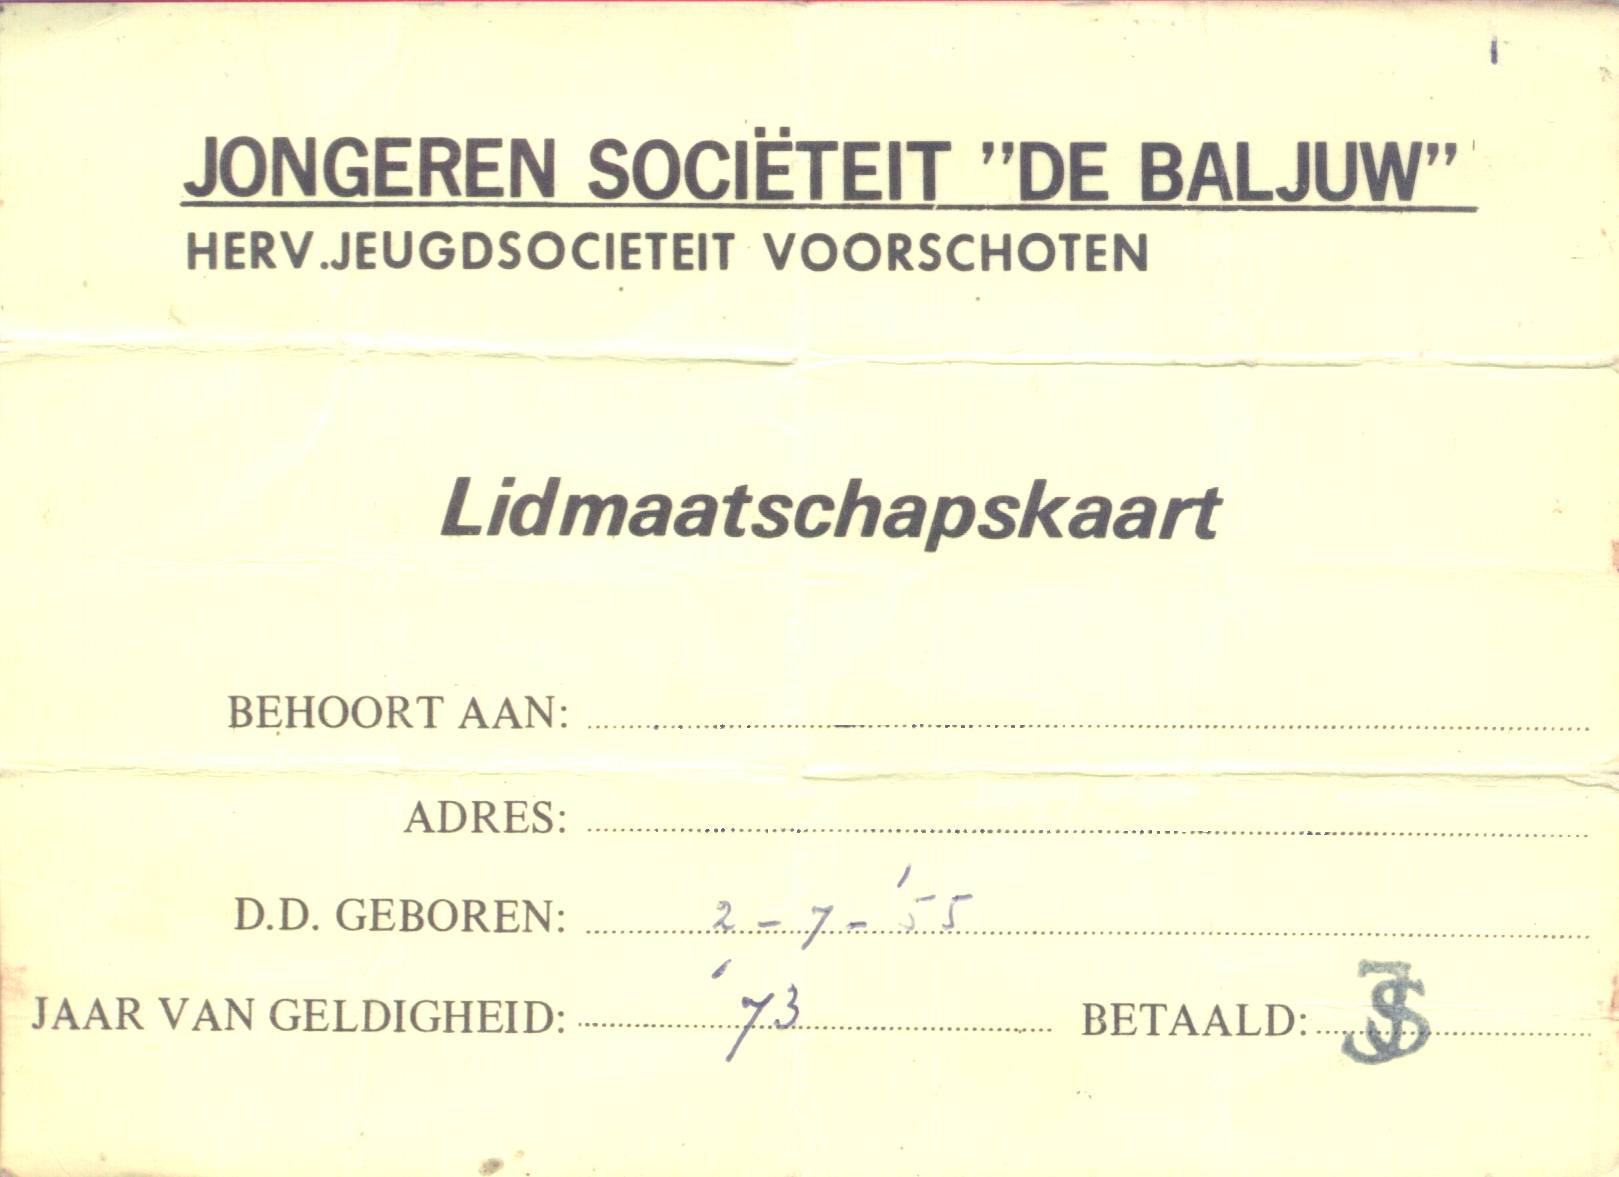 JONGEREN SOCIËTEIT "DE BALJUW"
HERV.JEUGDSOCIETEIT VOORSCHOTEN
Lidmaatschapskaart
BEHOORT AAN:
ADRES:
D.D. GEBOREN: 2-7-'55
JAAR VAN GELDIGHEID: '73 BETAALD: JS